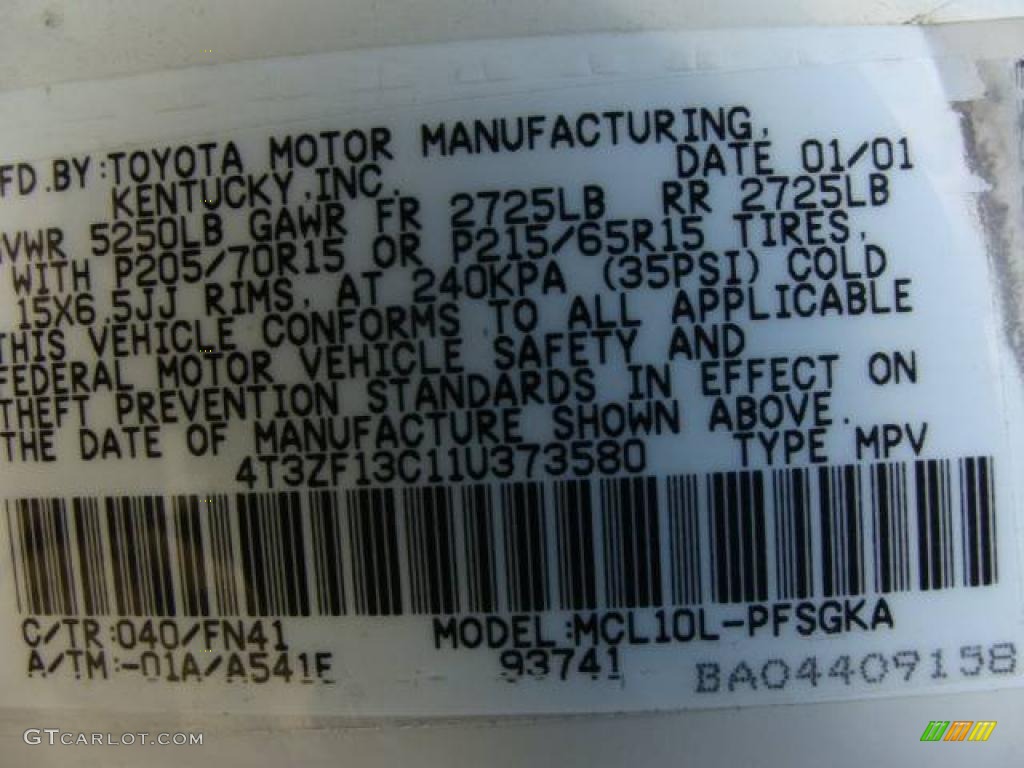 FD.BY:TOYOTA MOTOR MANUFACTURING,
KENTUCKY,INC. DATE 01/01
VWR 5250LB GAWR FR 2725LB RR 2725LB
WITH P205/70R15 OR P215/65R15 TIRES,
15X6.5JJ RIMS, AT 240KPA (35PSI) COLD
THIS VEHICLE CONFORMS TO ALL APPLICABLE
FEDERAL MOTOR VEHICLE SAFETY AND
THEFT PREVENTION STANDARDS IN EFFECT ON
THE DATE OF MANUFACTURE SHOWN ABOVE.
4T3ZF13C11U373580 TYPE MPV
C/TR:040/FN41 MODEL:MCL10L-PFSGKA
A/TM:-01A/A541E 93741 BA04409158
GTCARLOT.COM